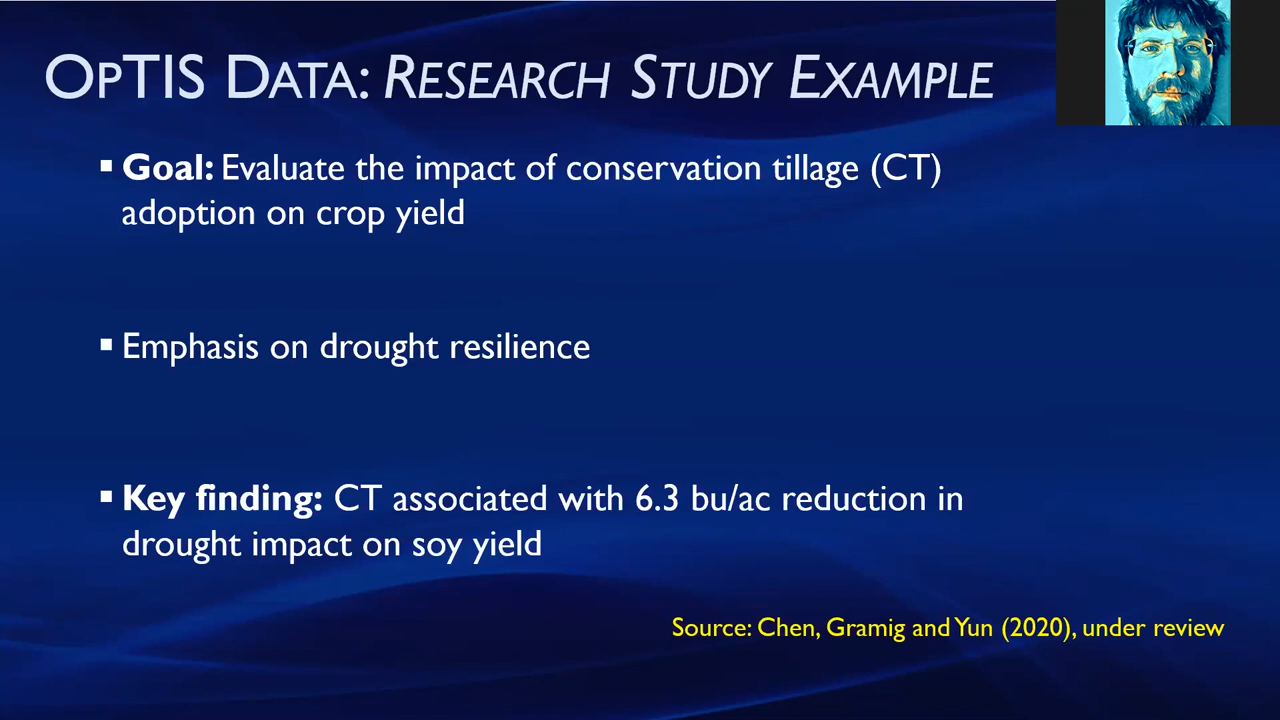 OPTIS DATA: RESEARCH STUDY EXAMPLE
▪ Goal: Evaluate the impact of conservation tillage (CT)
adoption on crop yield
▪ Emphasis on drought resilience
▪ Key finding: CT associated with 6.3 bu/ac reduction in
drought impact on soy yield
Source: Chen, Gramig and Yun (2020), under review